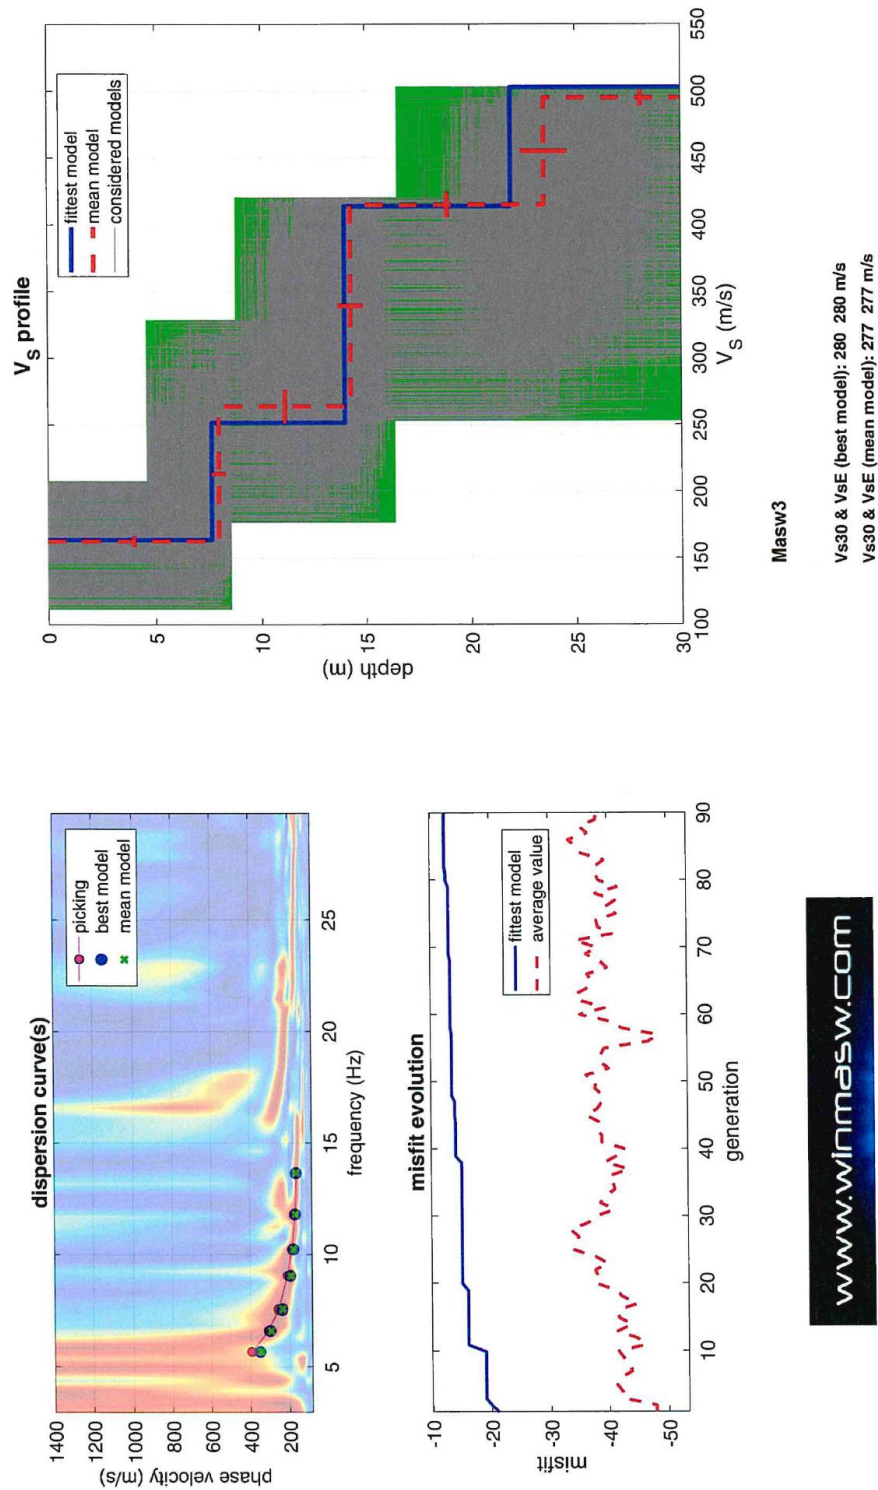 dispersion curve(s)
picking
best model
mean model
1400
1200
1000
800
600
400
200
phase velocity (m/s)
5
10
15
20
25
frequency (Hz)
misfit evolution
fittest model
average value
-10
-20
-30
-40
-50
misfit
10
20
30
40
50
60
70
80
90
generation
www.winmasw.com
VS profile
fittest model
mean model
considered models
0
5
10
15
20
25
30
depth (m)
100
150
200
250
300
350
400
450
500
550
VS (m/s)
Masw3
Vs30 & VsE (best model): 280 280 m/s
Vs30 & VsE (mean model): 277 277 m/s